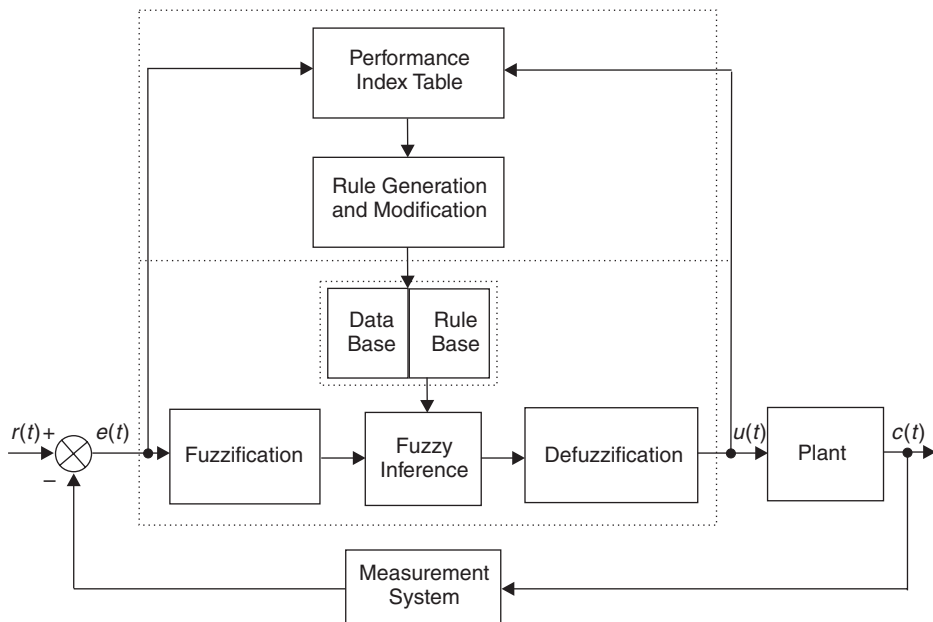 Performance
Index Table
Rule Generation
and Modification
Data
Base
Rule
Base
r(t)
+
−
e(t)
Fuzzification
Fuzzy
Inference
Defuzzification
u(t)
Plant
c(t)
Measurement
System